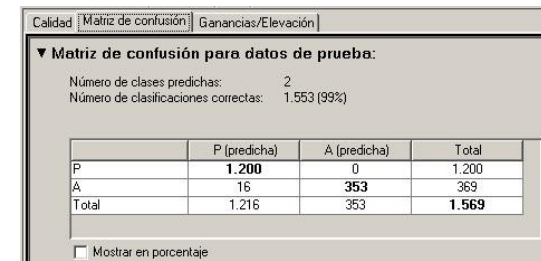 Calidad Matriz de confusión Ganancias/Elevación
▼ Matriz de confusión para datos de prueba:
Número de clases predichas: 2
Número de clasificaciones correctas: 1.553 (99%)
P (predicha) A (predicha) Total
P 1.200 0 1.200
A 16 353 369
Total 1.216 353 1.569
Mostrar en porcentaje